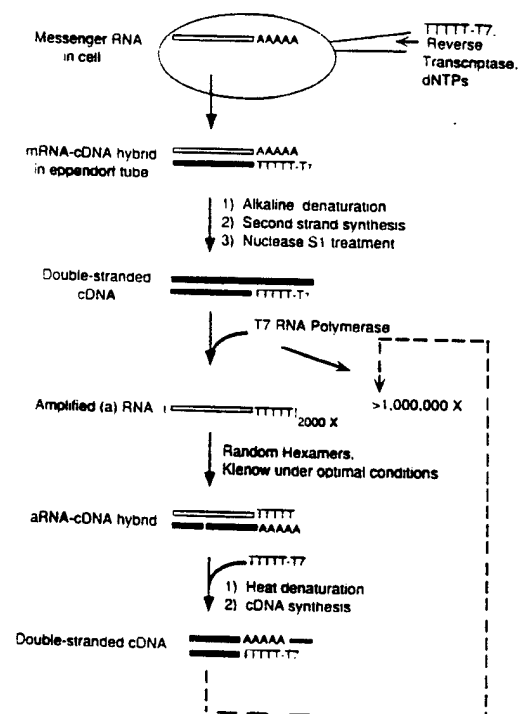 Messenger RNA
in cell
AAAAA
TTTTT-T7.
Reverse
Transcriptase.
dNTPs
mRNA-cDNA hybrid
in eppendorf tube
AAAAA
TTTTT-T7
1) Alkaline denaturation
2) Second strand synthesis
3) Nuclease S1 treatment
Double-stranded
cDNA
TTTTT-T7
T7 RNA Polymerase
>1,000,000 X
Amplified (a) RNA
TTTTT
2000 X
Random Hexamers.
Klenow under optimal conditions
aRNA-cDNA hybrid
TTTTT
AAAAA
TTTTT-T7
1) Heat denaturation
2) cDNA synthesis
Double-stranded cDNA
AAAAA
TTTTT-T7